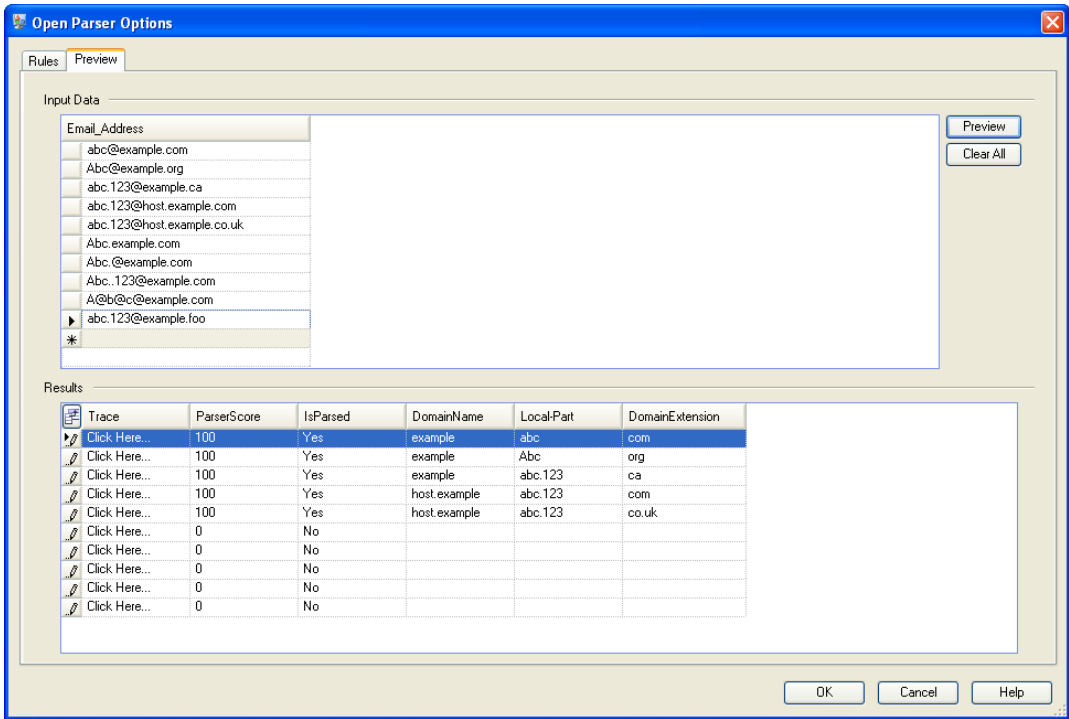 Open Parser Options
Rules Preview
Input Data
Email_Address
Preview
abc@example.com
Clear All
Abc@example.org
abc.123@example.ca
abc.123@host.example.com
abc.123@host.example.co.uk
Abc.example.com
Abc.@example.com
Abc..123@example.com
A@b@c@example.com
abc.123@example.foo
Results
Trace ParserScore IsParsed DomainName Local-Part DomainExtension
Click Here... 100 Yes example abc com
Click Here... 100 Yes example Abc org
Click Here... 100 Yes example abc.123 ca
Click Here... 100 Yes host.example abc.123 com
Click Here... 100 Yes host.example abc.123 co.uk
Click Here... 0 No
Click Here... 0 No
Click Here... 0 No
Click Here... 0 No
Click Here... 0 No
OK Cancel Help